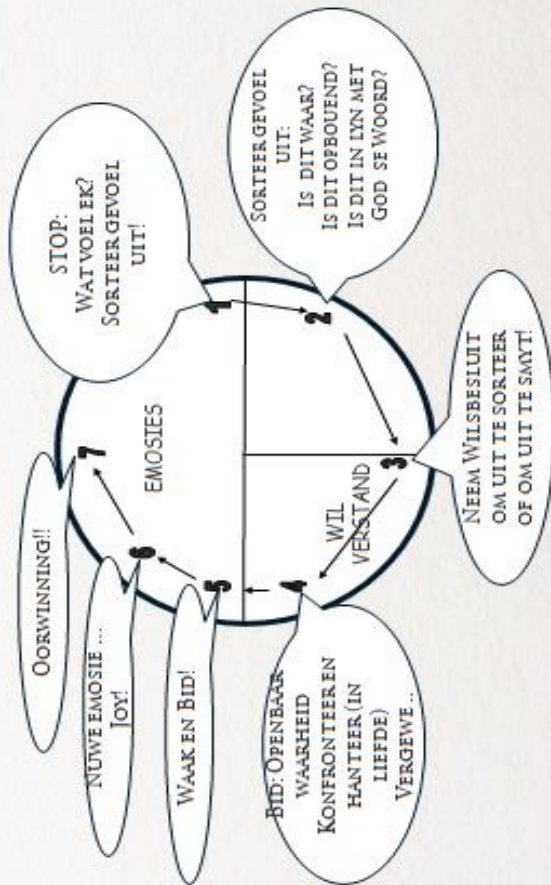 STOP:
WAT VOEL EK?
SORTEER GEVOEL
UIT!
SORTEER GEVOEL
UIT:
IS DIT WAAR?
IS DIT OPBOUEND?
IS DIT IN LYN MET
GOD SE WOORD?
NEEM WILSBESLUIT
OM UIT TE SORTEER
OF OM UIT TE SMYT!
BID: OPENBAAR
WAARHEID
KONFRONTEER EN
HANTEER (IN
LIEFDE)
VERGEWE ..
WAAK EN BID!
NUWE EMOSIE ...
JOY!
OORWINNING!!
EMOSIES
WIL
VERSTAND
1
2
3
4
5
6
7